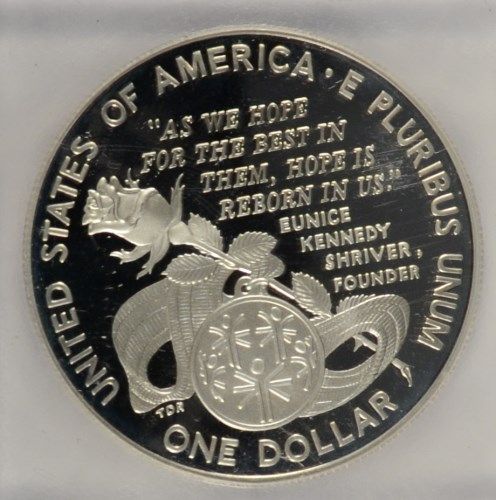 UNITED STATES OF AMERICA · E PLURIBUS UNUM
"AS WE HOPE
FOR THE BEST IN
THEM, HOPE IS
REBORN IN US."
EUNICE
KENNEDY
SHRIVER,
FOUNDER
TDR
ONE DOLLAR